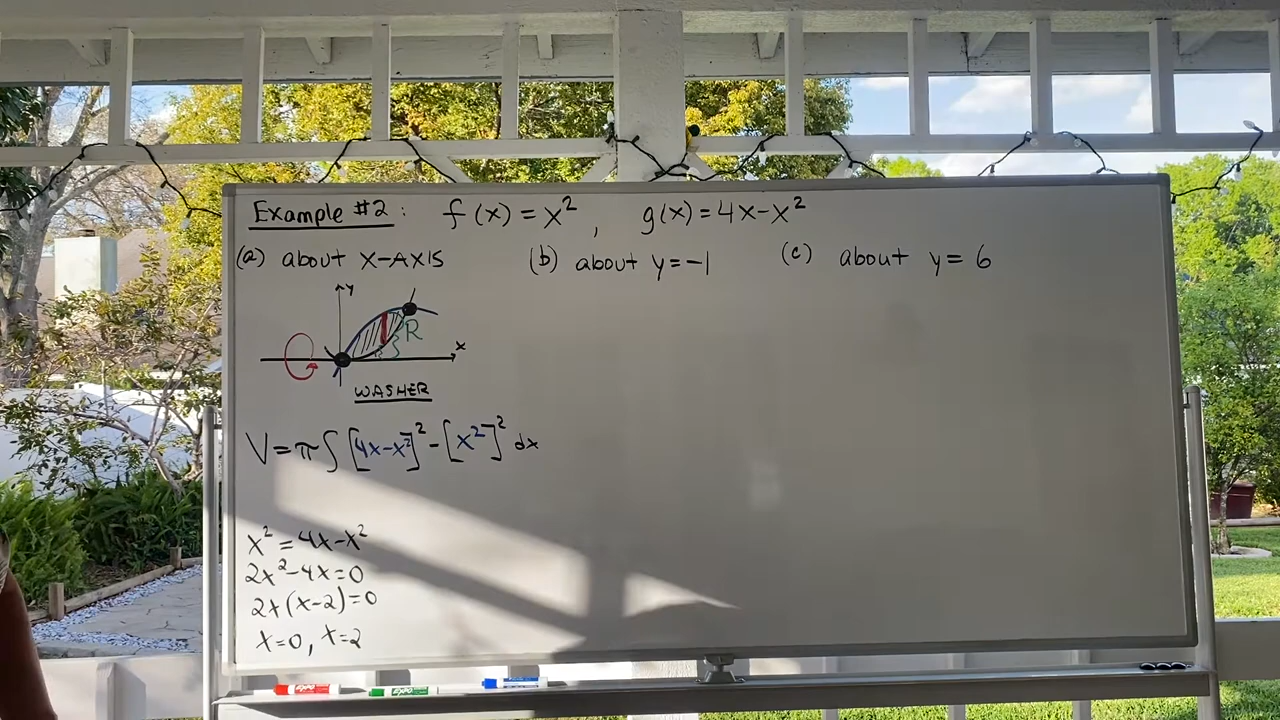 Example #2: f(x) = x², g(x) = 4x-x²
(a) about X-AXIS (b) about y=-1 (c) about y= 6
y
R
x
WASHER
V=π∫[4x-x²]²-[x²]² dx
x²=4x-x²
2x²-4x=0
2x(x-2)=0
x=0, x=2
EXPO